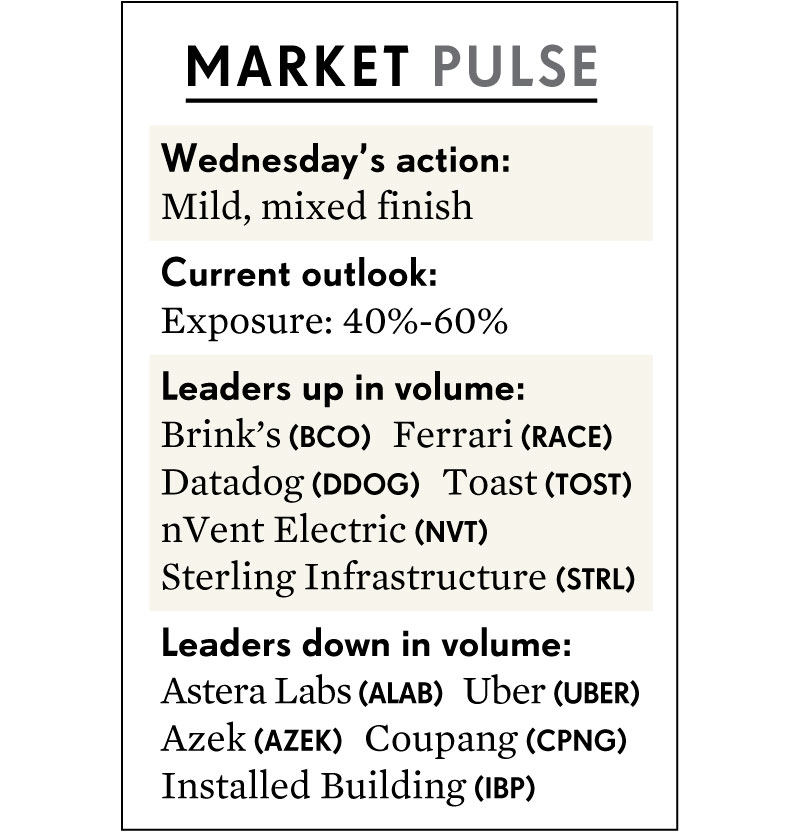 MARKET PULSE
Wednesday’s action:
Mild, mixed finish
Current outlook:
Exposure: 40%-60%
Leaders up in volume:
Brink’s (BCO) Ferrari (RACE)
Datadog (DDOG) Toast (TOST)
nVent Electric (NVT)
Sterling Infrastructure (STRL)
Leaders down in volume:
Astera Labs (ALAB) Uber (UBER)
Azek (AZEK) Coupang (CPNG)
Installed Building (IBP)